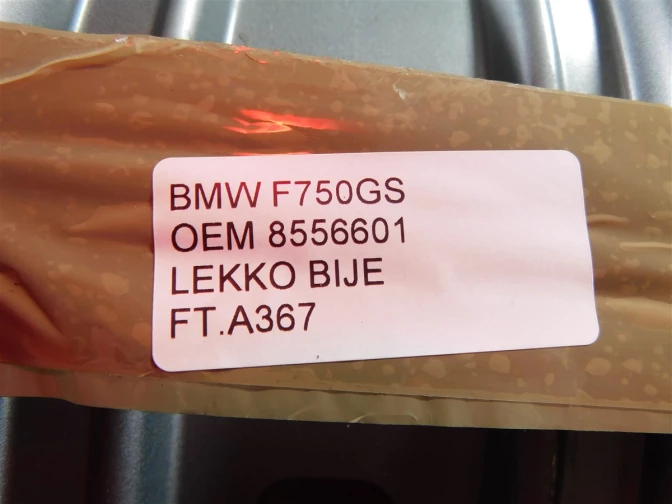 BMW F750GS
OEM 8556601
LEKKO BIJE
FT.A367